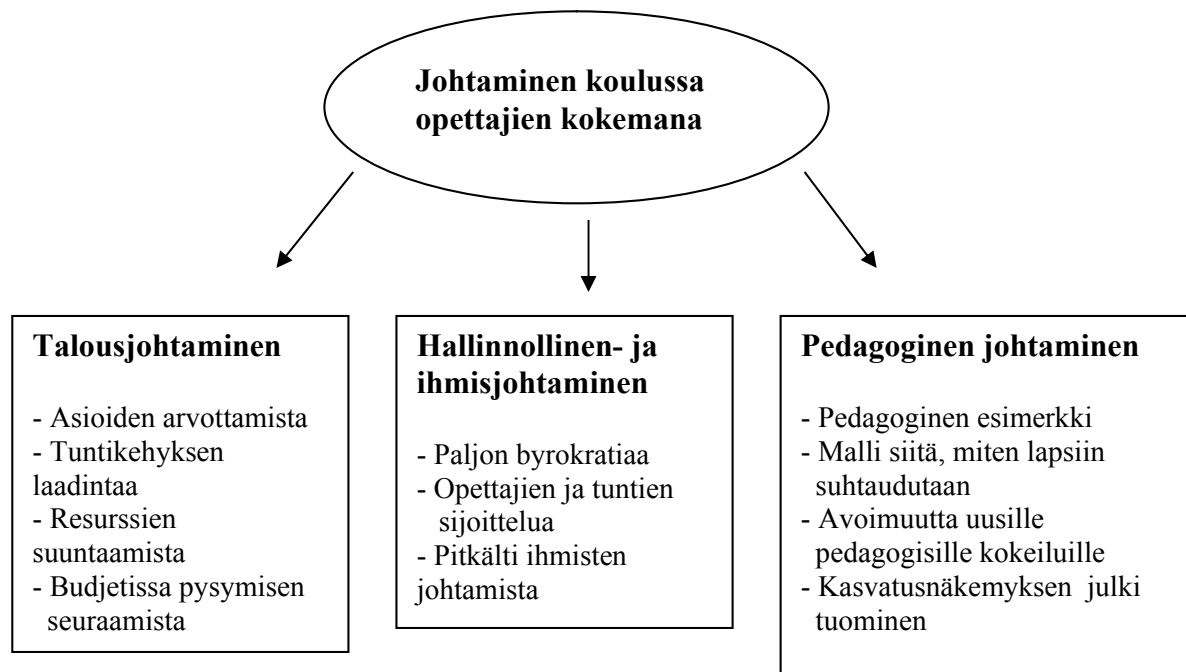 Johtaminen koulussa
opettajien kokemana
Talousjohtaminen
- Asioiden arvottamista
- Tuntikehyksen
laadintaa
- Resurssien
suuntaamista
- Budjetissa pysymisen
seuraamista
Hallinnollinen- ja
ihmisjohtaminen
- Paljon byrokratiaa
- Opettajien ja tuntien
sijoittelua
- Pitkälti ihmisten
johtamista
Pedagoginen johtaminen
- Pedagoginen esimerkki
- Malli siitä, miten lapsiin
suhtaudutaan
- Avoimuutta uusille
pedagogisille kokeiluille
- Kasvatusnäkemyksen julki
tuominen